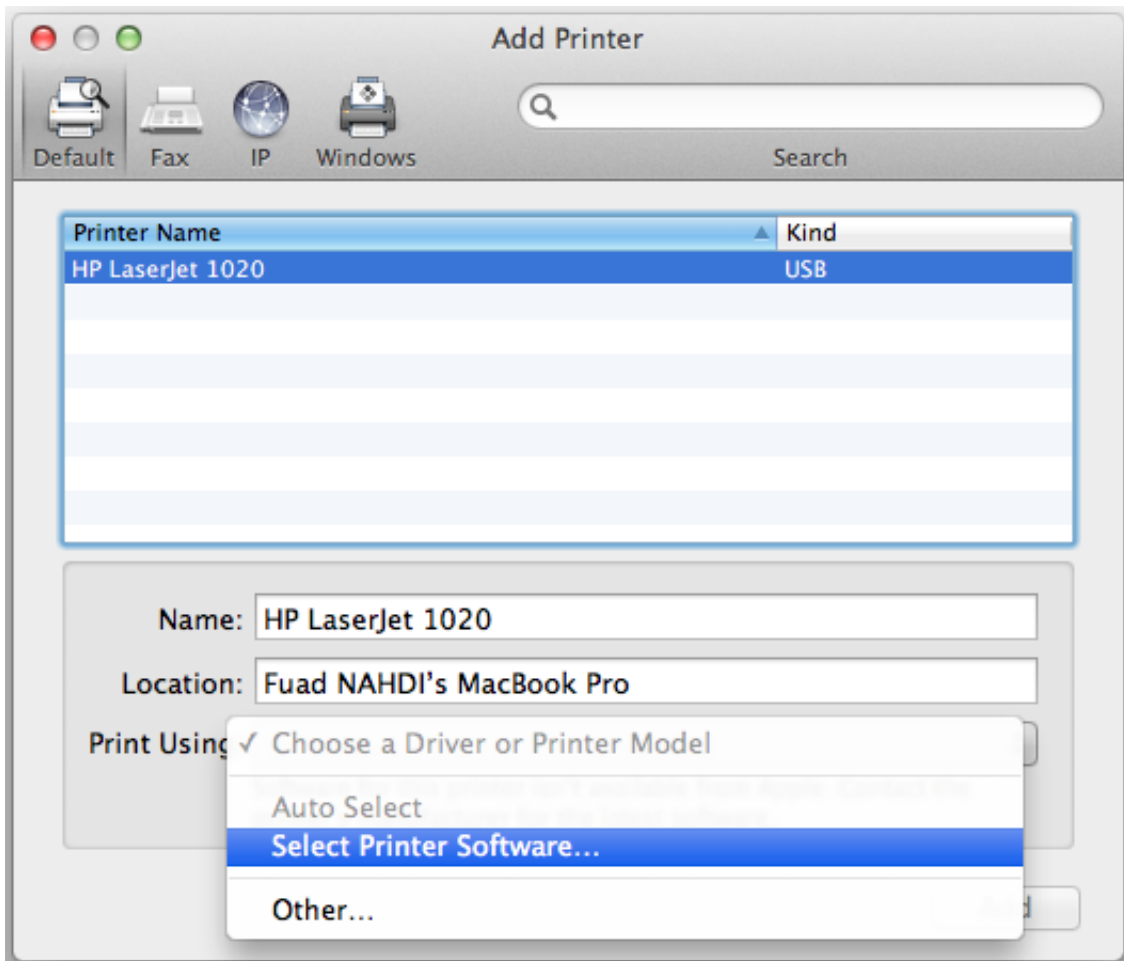 Add Printer
Default Fax IP Windows Search
Printer Name Kind
HP LaserJet 1020 USB
Name: HP LaserJet 1020
Location: Fuad NAHDI's MacBook Pro
Print Using ✓ Choose a Driver or Printer Model
Auto Select
Select Printer Software...
Other...
Add